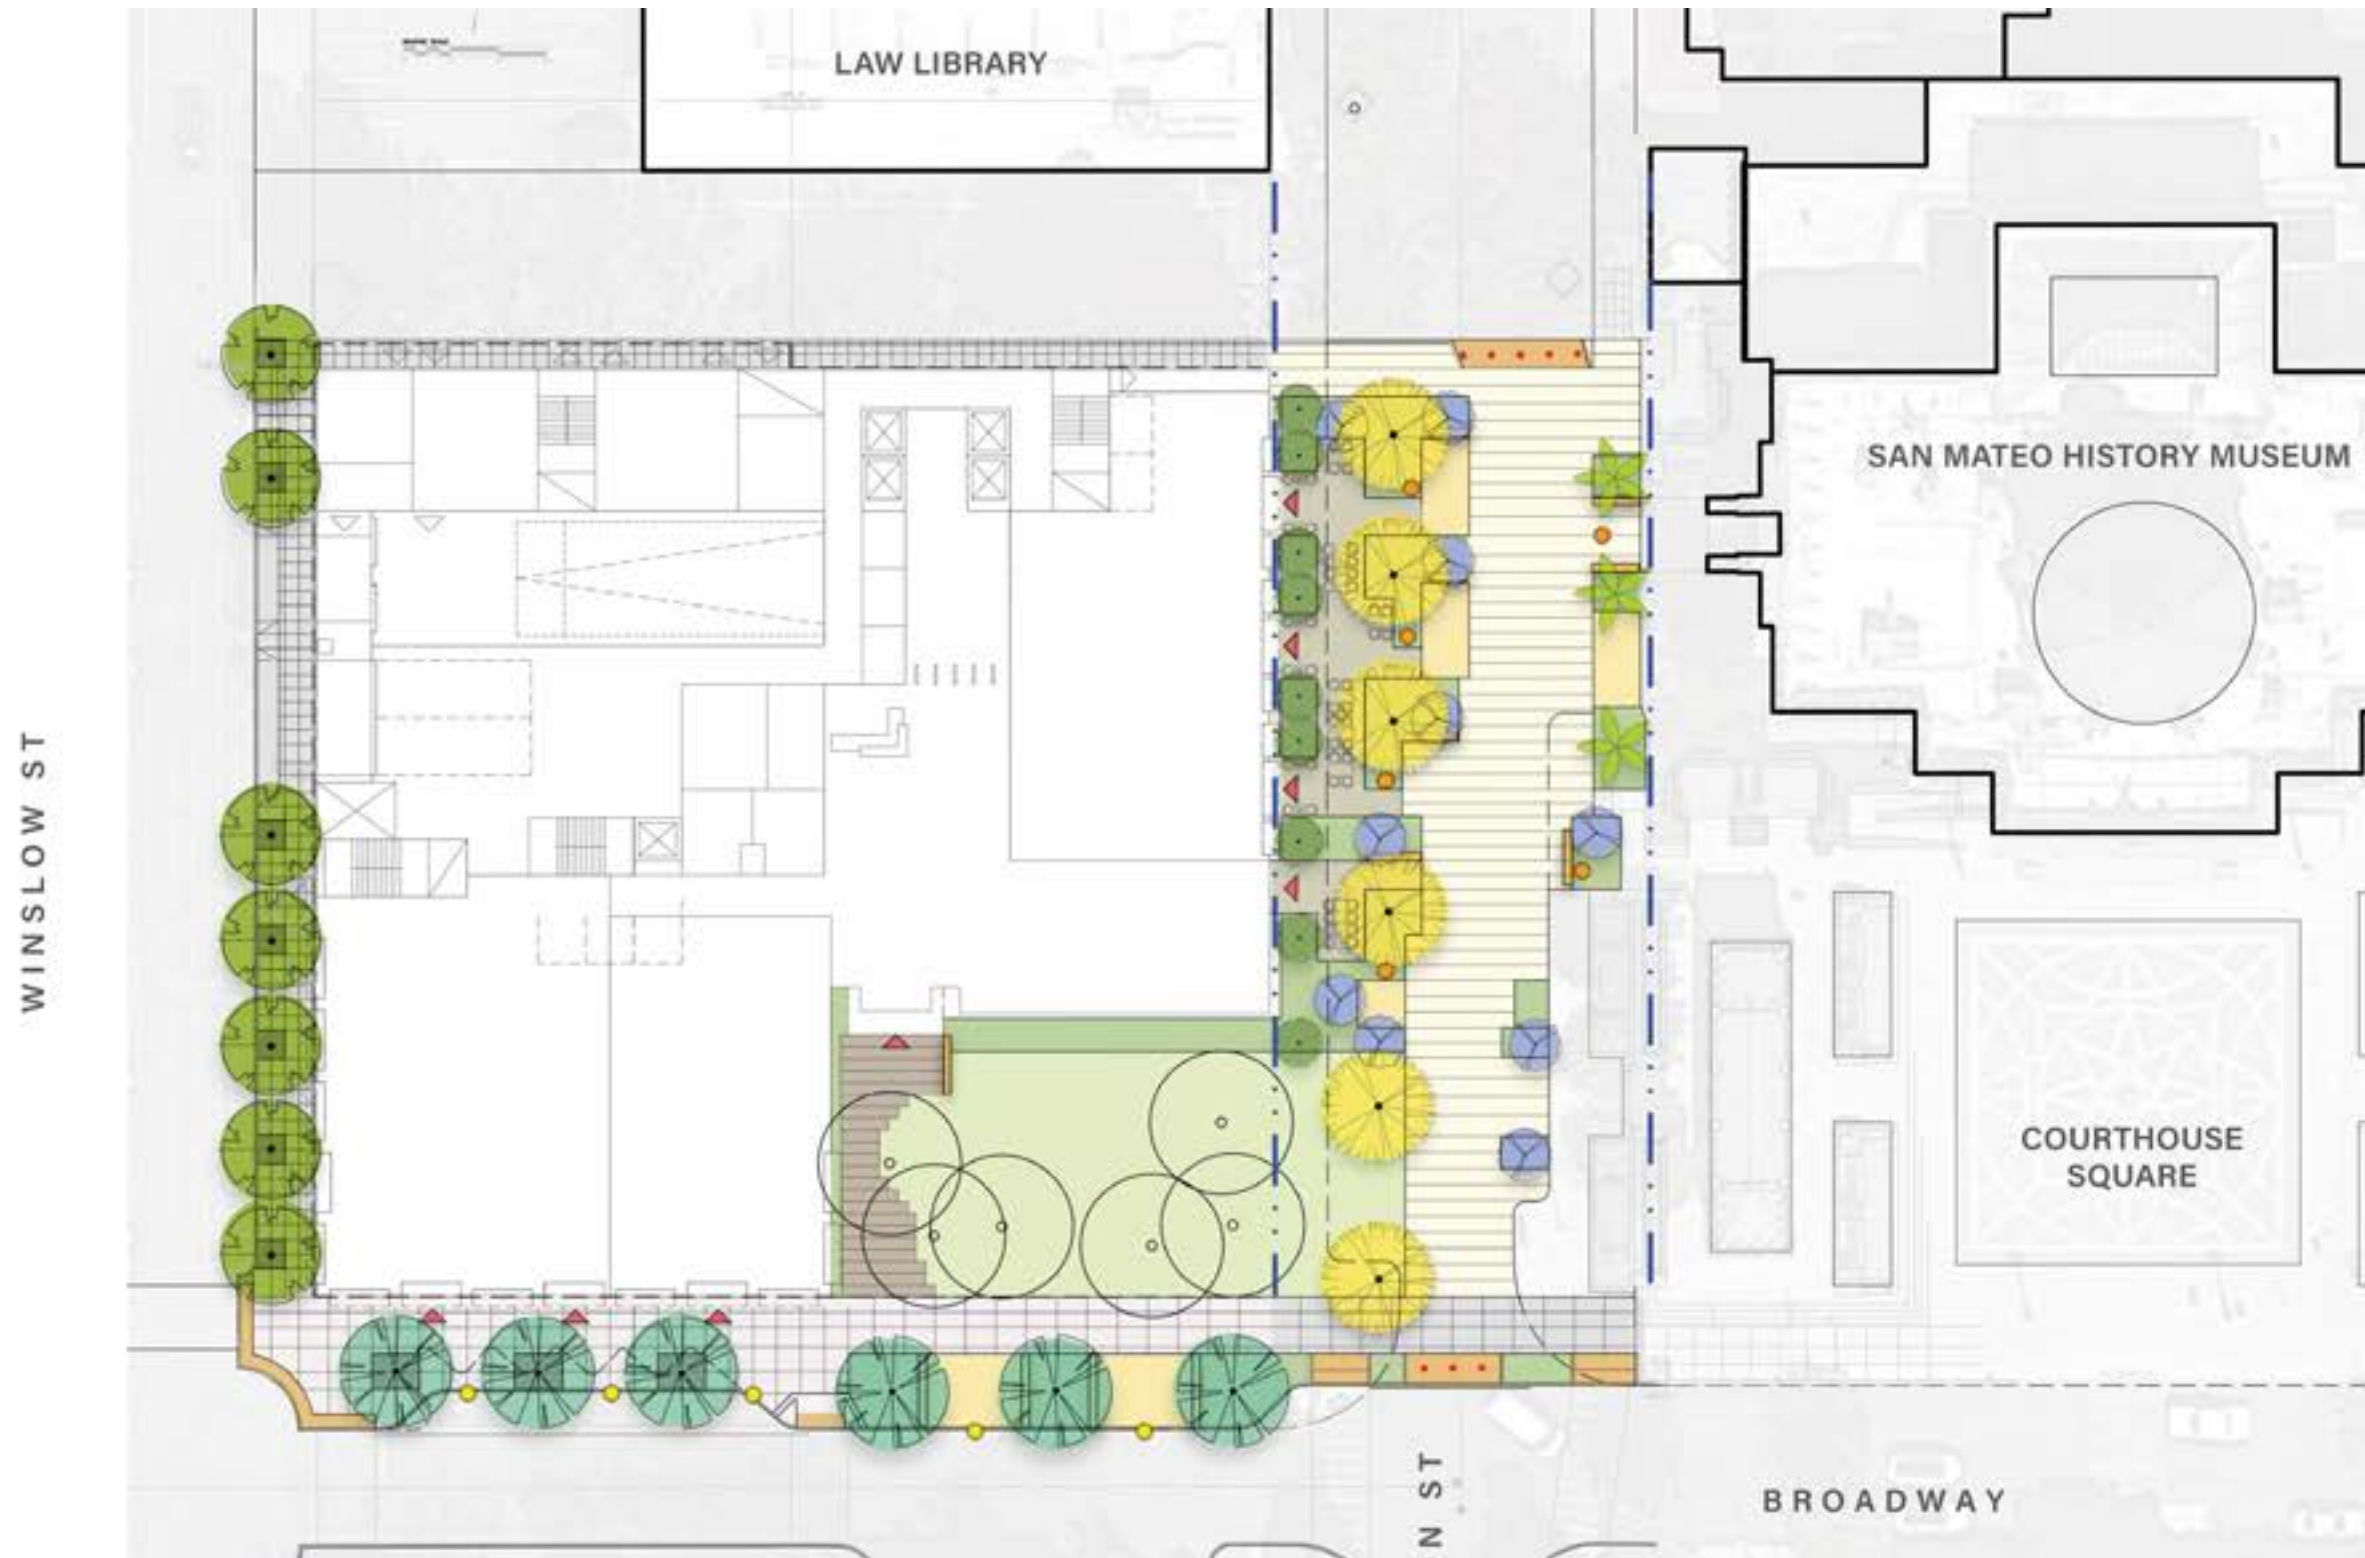 LAW LIBRARY
SAN MATEO HISTORY MUSEUM
WINSLOW ST
COURTHOUSE
SQUARE
N ST
BROADWAY